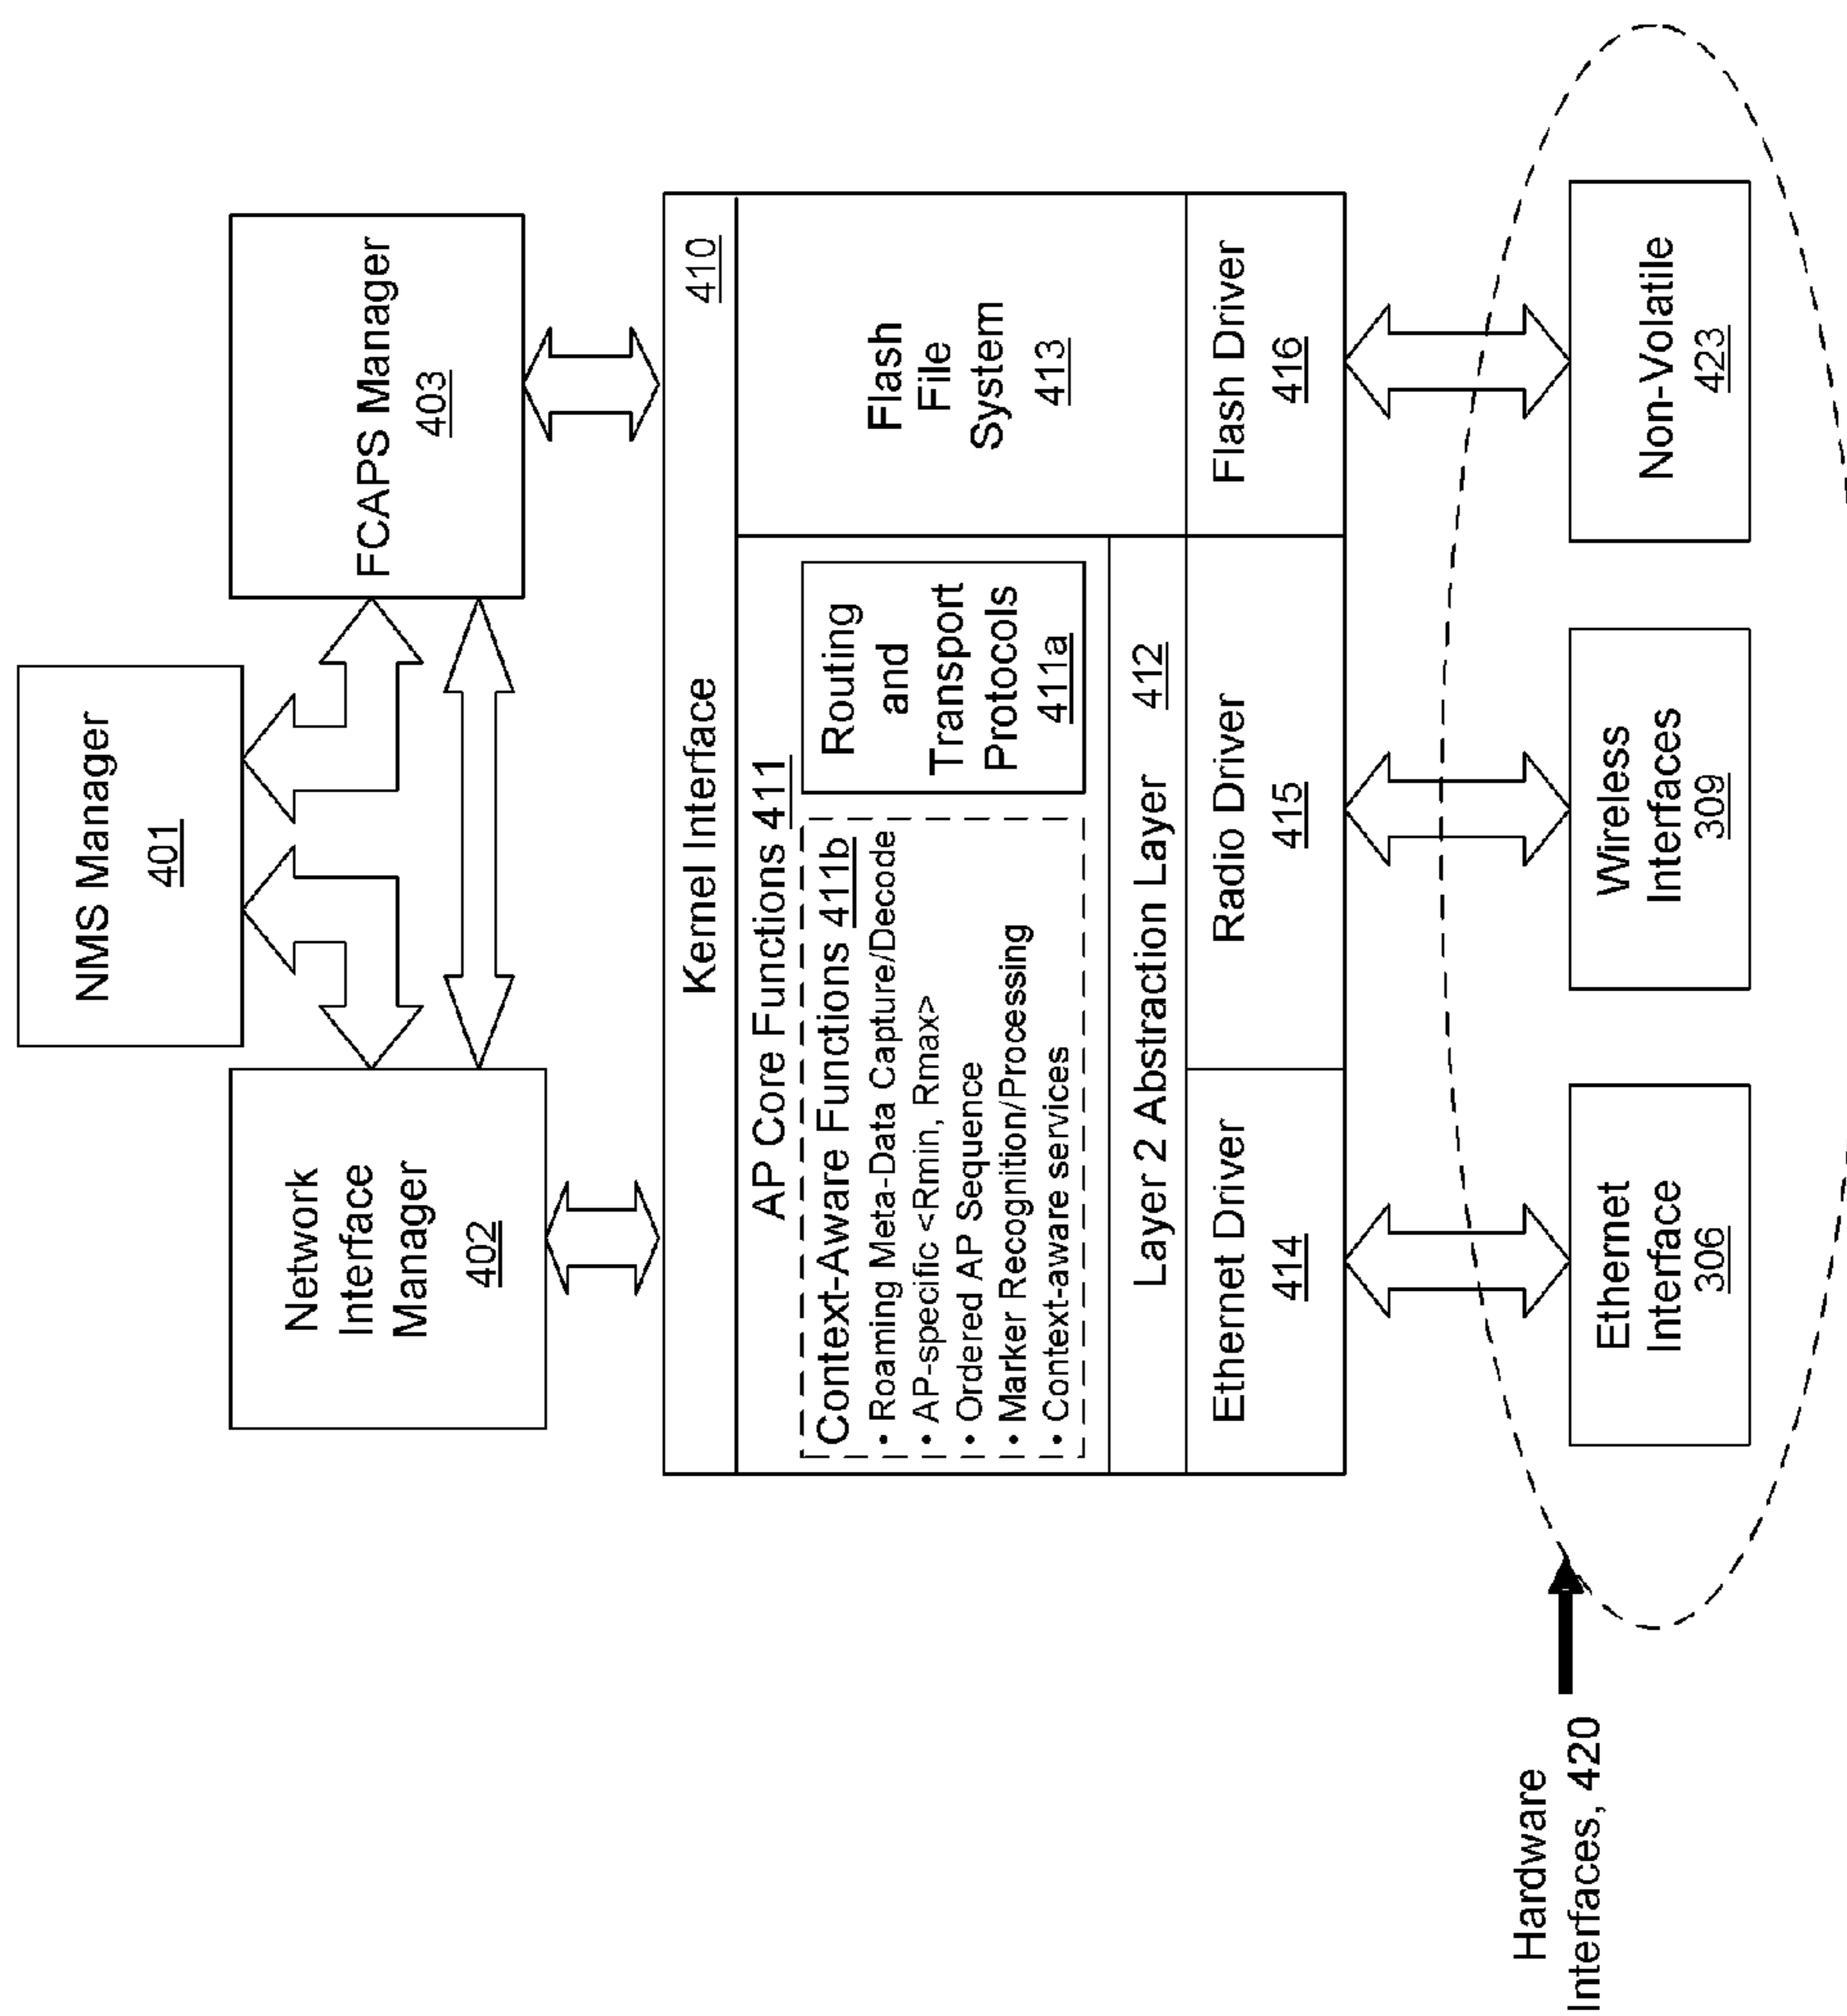 NMS Manager
401
Network
Interface
Manager
402
FCAPS Manager
403
Kernel Interface
410
AP Core Functions 411
Context-Aware Functions 411b
• Roaming Meta-Data Capture/Decode
• AP-specific <Rmin, Rmax>
• Ordered AP Sequence
• Marker Recognition/Processing
• Context-aware services
Routing
and
Transport
Protocols
411a
Flash
File
System
413
Layer 2 Abstraction Layer 412
Ethernet Driver
414
Radio Driver
415
Flash Driver
416
Hardware
Interfaces, 420
Ethernet
Interface
306
Wireless
Interfaces
309
Non-Volatile
423